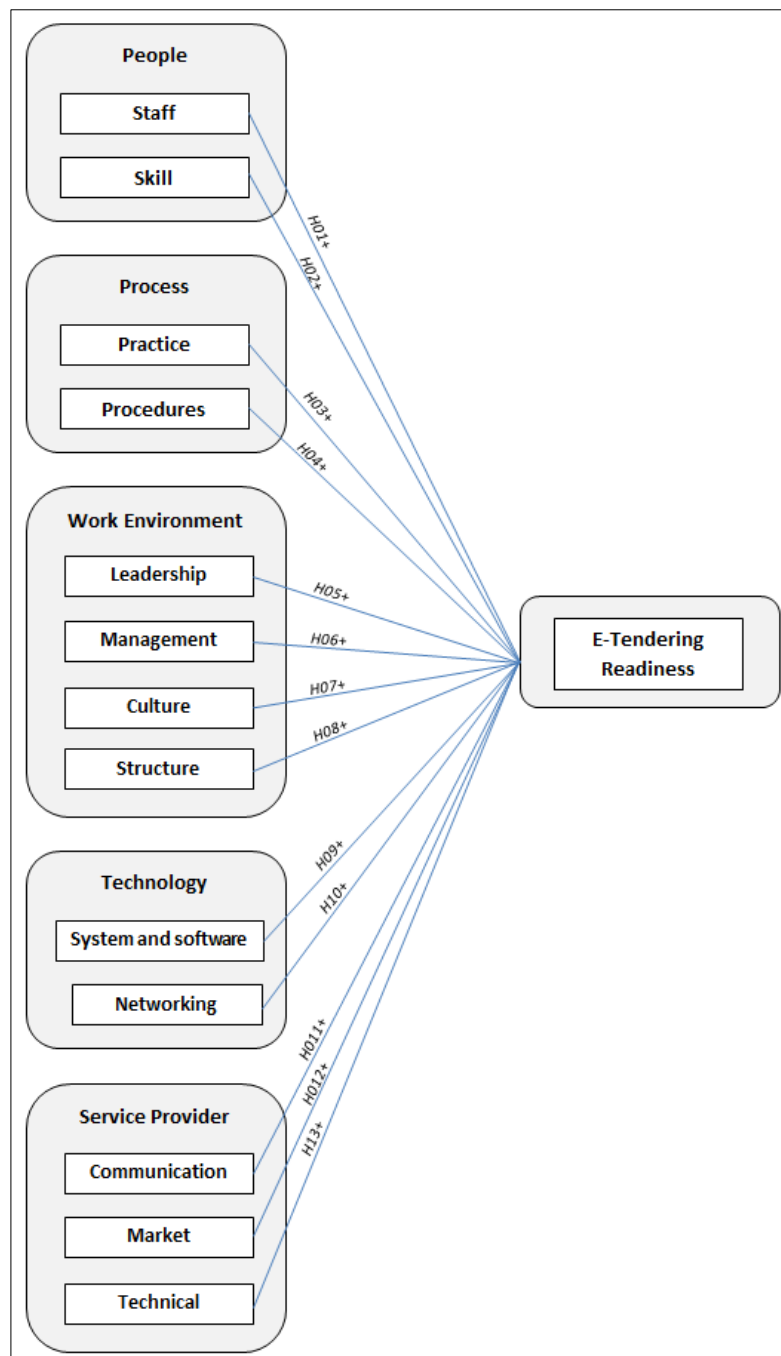 People
Staff
Skill
H01+
H02+
Process
Practice
Procedures
H03+
H04+
Work Environment
Leadership
Management
Culture
Structure
H05+
H06+
H07+
H08+
E-Tendering
Readiness
Technology
System and software
Networking
H09+
H10+
Service Provider
Communication
Market
Technical
H011+
H012+
H13+